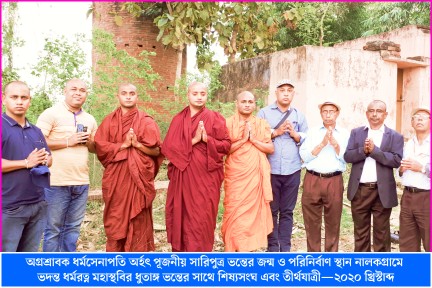 অগ্রশ্রাবক ধর্মসেনাপতি অর্হৎ পূজনীয় সারিপুত্র ভন্তের জন্ম ও পরিনির্বাণ স্থান নালকগ্রামে
ভদন্ত ধর্মরত্ন মহাস্থবির ধুতাঙ্গ ভন্তের সাথে শিষ্যসংঘ এবং তীর্থযাত্রী—২০২০ খ্রিস্টাব্দ